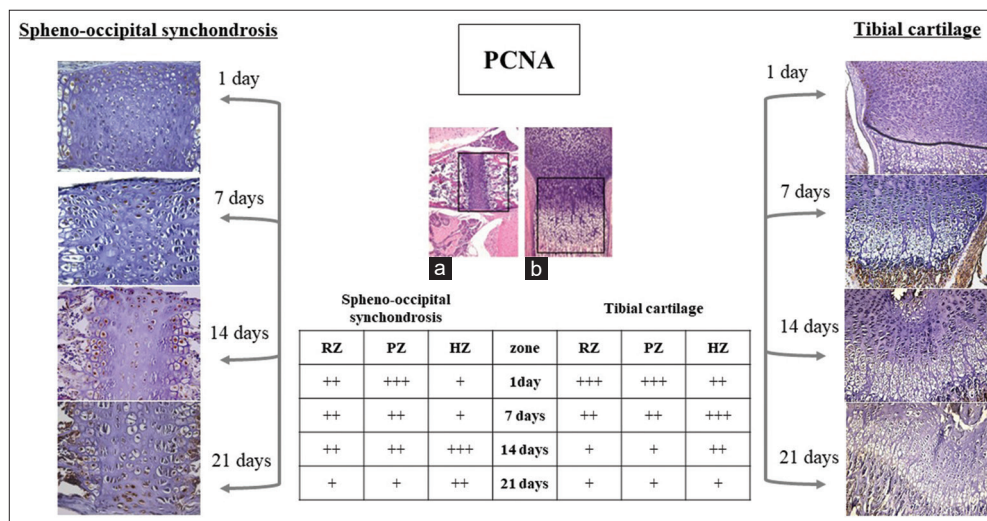 Spheno-occipital synchondrosis
PCNA
Tibial cartilage
1 day
7 days
14 days
21 days
1 day
7 days
14 days
21 days
a
b
Spheno-occipital
synchondrosis
Tibial cartilage
RZ PZ HZ zone RZ PZ HZ
++ +++ + 1day +++ +++ ++
++ ++ + 7 days ++ ++ +++
++ ++ +++ 14 days + + ++
+ + ++ 21 days + + +